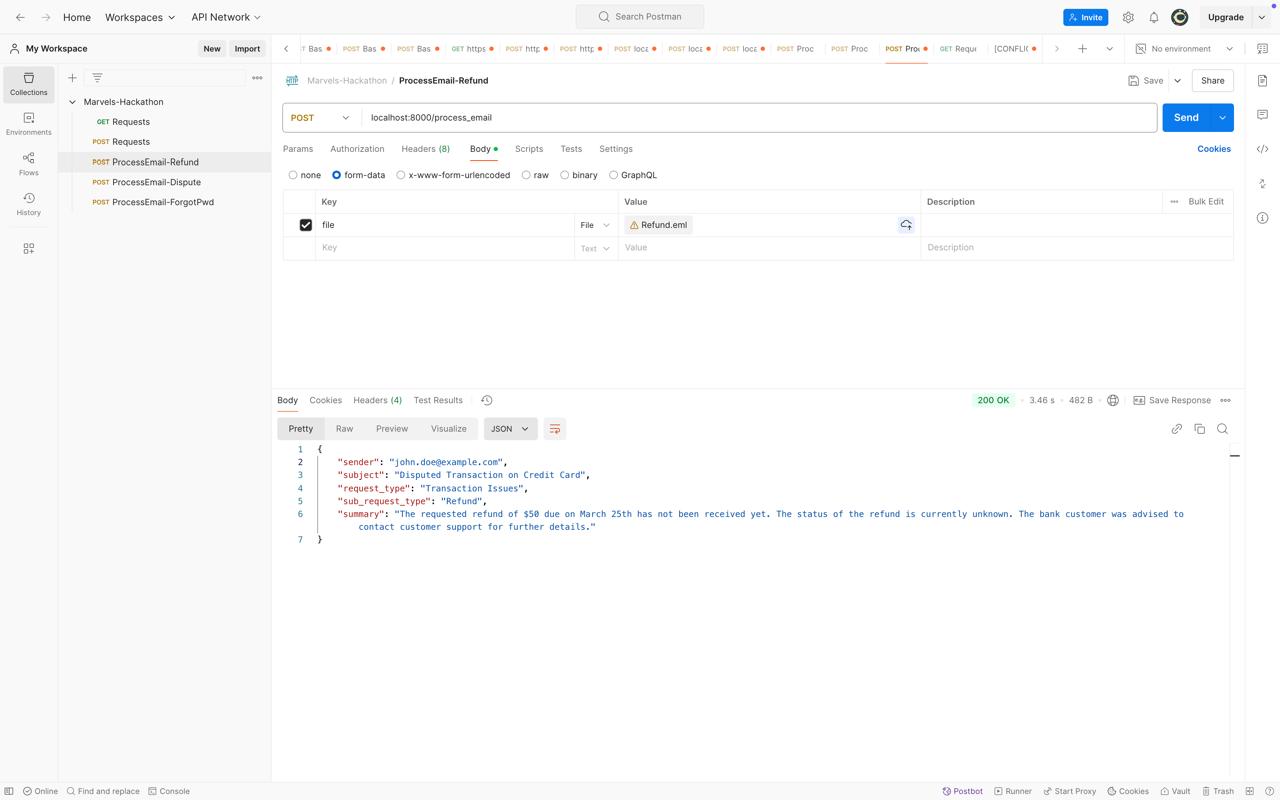 Home Workspaces API Network Search Postman Invite Upgrade
My Workspace New Import
POST Bas POST Bas GET https POST http POST http POST loca POST loca POST loca POST Proc POST Proc POST Proc GET Reque [CONFLIC No environment
Collections
Environments
Flows
History
Marvels-Hackathon
GET Requests
POST Requests
POST ProcessEmail-Refund
POST ProcessEmail-Dispute
POST ProcessEmail-ForgotPwd
HTTP Marvels-Hackathon / ProcessEmail-Refund Save Share
POST localhost:8000/process_email Send
Params Authorization Headers (8) Body Scripts Tests Settings Cookies
none form-data x-www-form-urlencoded raw binary GraphQL
Key Value Description Bulk Edit
file File Refund.eml
Key Text Value Description
Body Cookies Headers (4) Test Results 200 OK 3.46 s 482 B Save Response
Pretty Raw Preview Visualize JSON
1 {
2 "sender": "john.doe@example.com",
3 "subject": "Disputed Transaction on Credit Card",
4 "request_type": "Transaction Issues",
5 "sub_request_type": "Refund",
6 "summary": "The requested refund of $50 due on March 25th has not been received yet. The status of the refund is currently unknown. The bank customer was advised to
contact customer support for further details."
7 }
Online Find and replace Console Postbot Runner Start Proxy Cookies Vault Trash